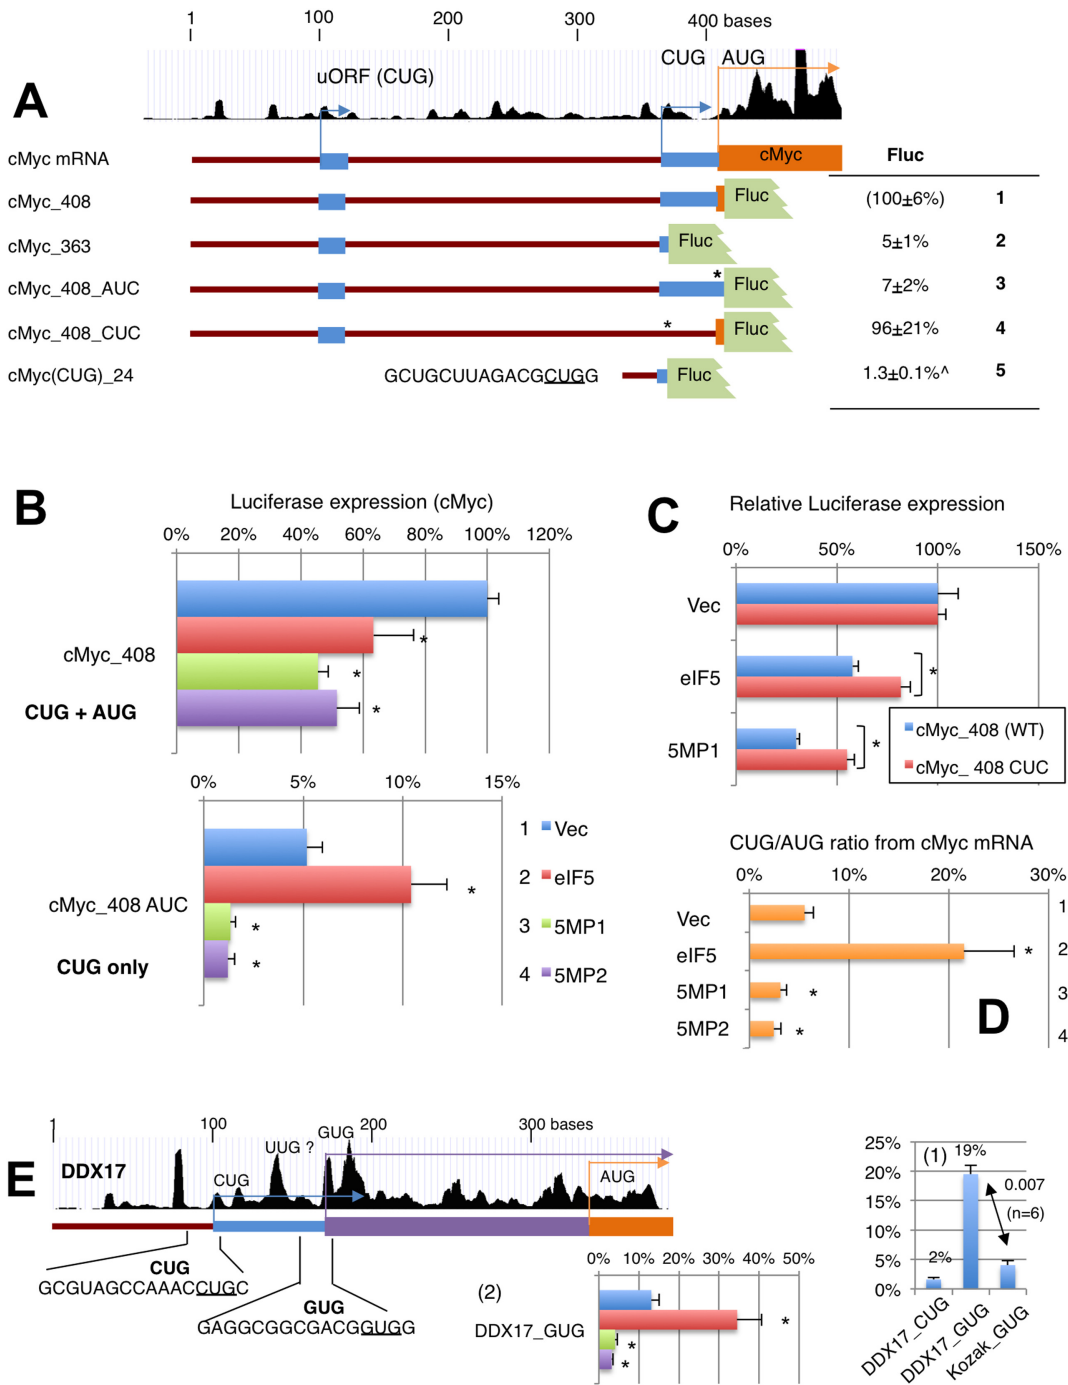 1 100 200 300 400 bases
A
uORF (CUG)
CUG AUG
cMyc mRNA cMyc Fluc
cMyc_408 Fluc (100±6%) 1
cMyc_363 Fluc 5±1% 2
cMyc_408_AUC * Fluc 7±2% 3
cMyc_408_CUC * Fluc 96±21% 4
cMyc(CUG)_24 GCUGCUUAGACGCUGG Fluc 1.3±0.1%^ 5
B
Luciferase expression (cMyc)
0% 20% 40% 60% 80% 100% 120%
cMyc_408
CUG + AUG
*
*
*
0% 5% 10% 15%
cMyc_408 AUC
CUG only
*
*
*
1 Vec
2 eIF5
3 5MP1
4 5MP2
C
Relative Luciferase expression
0% 50% 100% 150%
Vec
eIF5 *
5MP1 *
cMyc_408 (WT)
cMyc_ 408 CUC
CUG/AUG ratio from cMyc mRNA
0% 10% 20% 30%
Vec 1
eIF5 * 2
5MP1 * 3
5MP2 * 4
D
E
1 100 200 300 bases
DDX17
CUG
UUG ?
GUG
AUG
CUG
GCGUAGCCAAACCUGC
GUG
GAGGCGGCGACGGUGG
(2)
0% 10% 20% 30% 40% 50%
DDX17_GUG
*
*
*
25%
20%
15%
10%
5%
0%
(1)
19%
0.007
(n=6)
2%
DDX17_CUG
DDX17_GUG
Kozak_GUG